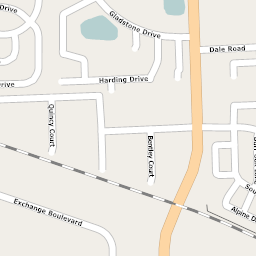 Gladstone Drive
Dale Road
Drive
Harding Drive
Quincy Court
Bentley Court
Exchange Boulevard
Alpine D